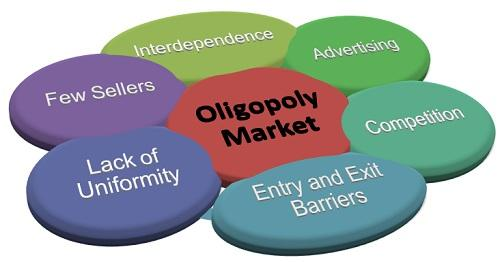 Interdependence
Advertising
Few Sellers
Oligopoly
Market
Competition
Lack of
Uniformity
Entry and Exit
Barriers